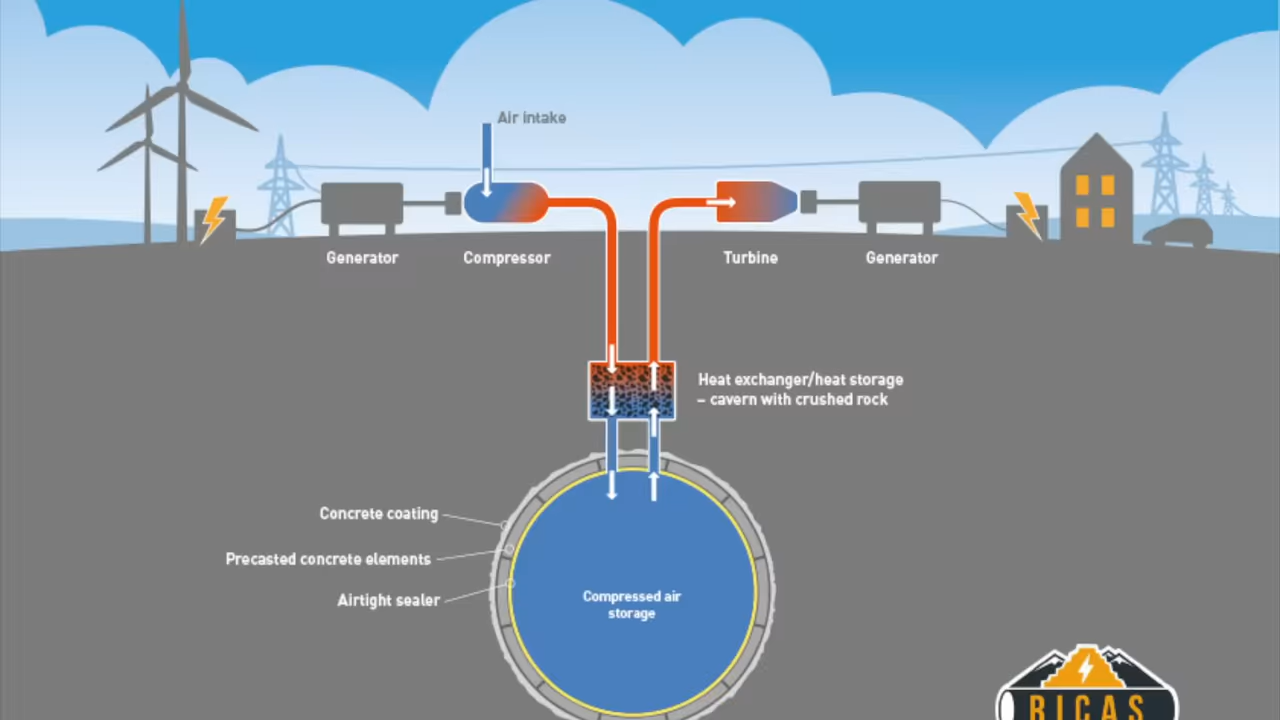 Air intake
Generator
Compressor
Turbine
Generator
Heat exchanger/heat storage
– cavern with crushed rock
Concrete coating
Precasted concrete elements
Airtight sealer
Compressed air
storage
RICAS